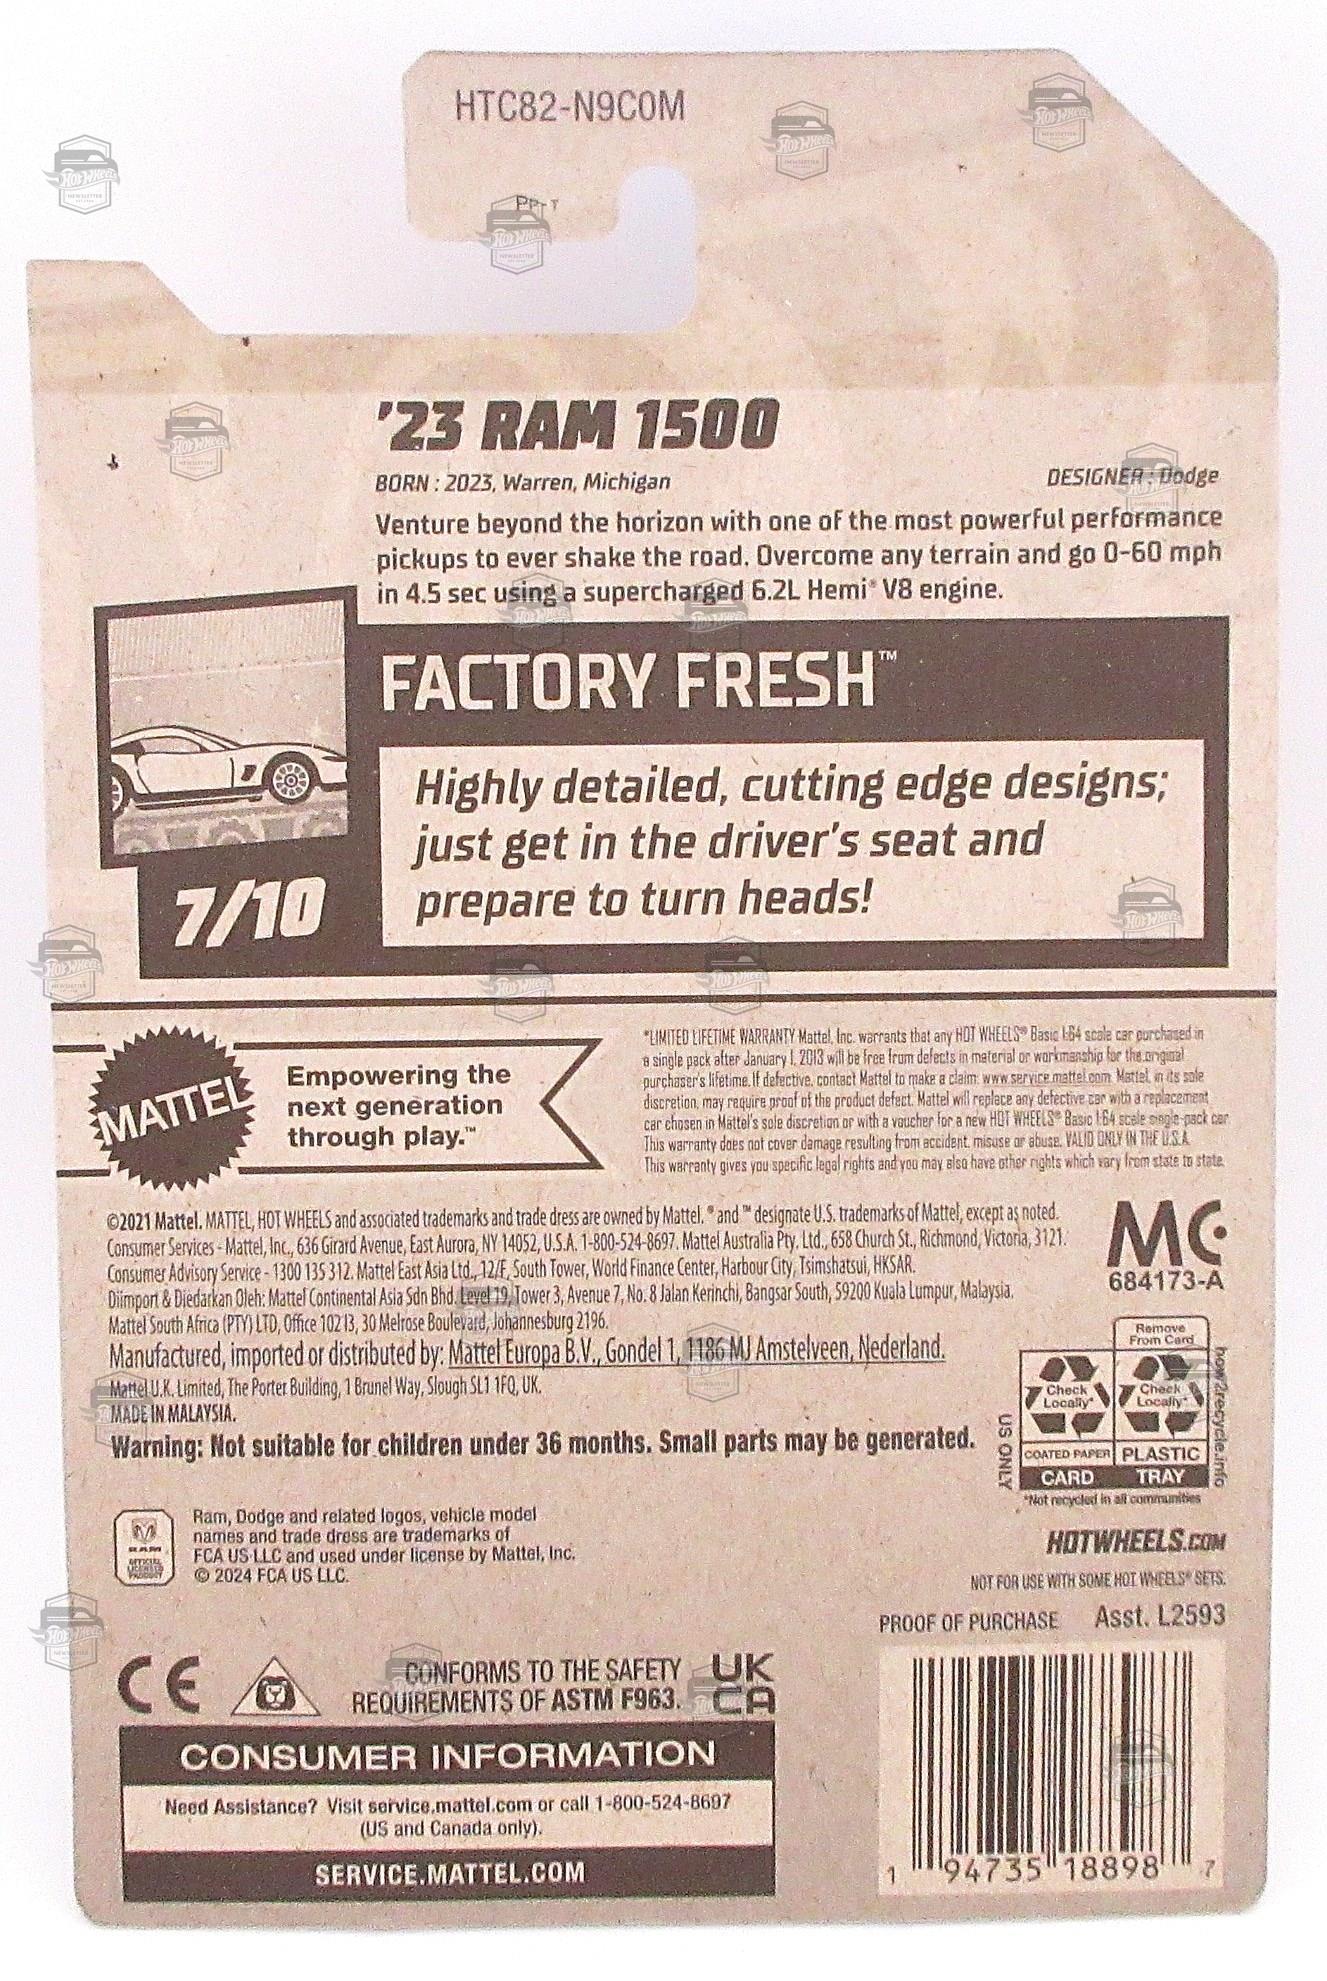 HTC82-N9C0M
PP-T
'23 RAM 1500
BORN : 2023, Warren, Michigan
DESIGNER : Dodge
Venture beyond the horizon with one of the most powerful performance
pickups to ever shake the road. Overcome any terrain and go 0-60 mph
in 4.5 sec using a supercharged 6.2L Hemi® V8 engine.
FACTORY FRESH™
Highly detailed, cutting edge designs;
just get in the driver's seat and
prepare to turn heads!
7/10
MATTEL
Empowering the
next generation
through play.™
*LIMITED LIFETIME WARRANTY Mattel, Inc. warrants that any HOT WHEELS® Basic 1:64 scale car purchased in
a single pack after January 1, 2013 will be free from defects in material or workmanship for the original
purchaser's lifetime. If defective, contact Mattel to make a claim: www.service.mattel.com. Mattel, in its sole
discretion, may require proof of the product defect. Mattel will replace any defective car with a replacement
car chosen in Mattel's sole discretion or with a voucher for a new HOT WHEELS® Basic 1:64 scale single-pack car.
This warranty does not cover damage resulting from accident, misuse or abuse. VALID ONLY IN THE U.S.A.
This warranty gives you specific legal rights and you may also have other rights which vary from state to state.
©2021 Mattel. MATTEL, HOT WHEELS and associated trademarks and trade dress are owned by Mattel. ® and ™ designate U.S. trademarks of Mattel, except as noted.
Consumer Services - Mattel, Inc., 636 Girard Avenue, East Aurora, NY 14052, U.S.A. 1-800-524-8697. Mattel Australia Pty. Ltd., 658 Church St., Richmond, Victoria, 3121.
Consumer Advisory Service - 1300 135 312. Mattel East Asia Ltd., 12/F, South Tower, World Finance Center, Harbour City, Tsimshatsui, HKSAR.
Diimport & Diedarkan Oleh: Mattel Continental Asia Sdn Bhd. Level 19, Tower 3, Avenue 7, No. 8 Jalan Kerinchi, Bangsar South, 59200 Kuala Lumpur, Malaysia.
Mattel South Africa (PTY) LTD, Office 102 I3, 30 Melrose Boulevard, Johannesburg 2196.
Manufactured, imported or distributed by: Mattel Europa B.V., Gondel 1, 1186 MJ Amstelveen, Nederland.
Mattel U.K. Limited, The Porter Building, 1 Brunel Way, Slough SL1 1FQ, UK.
MADE IN MALAYSIA.
Warning: Not suitable for children under 36 months. Small parts may be generated.
MC
684173-A
Remove
From Card
Check
Locally*
Check
Locally*
COATED PAPER
PLASTIC
CARD
TRAY
US ONLY
how2recycle.info
*Not recycled in all communities
Ram, Dodge and related logos, vehicle model
names and trade dress are trademarks of
FCA US LLC and used under license by Mattel, Inc.
© 2024 FCA US LLC.
RAM
OFFICIAL
LICENSED
PRODUCT
HOTWHEELS.COM
NOT FOR USE WITH SOME HOT WHEELS® SETS.
PROOF OF PURCHASE
Asst. L2593
CE
CONFORMS TO THE SAFETY
REQUIREMENTS OF ASTM F963.
UK
CA
CONSUMER INFORMATION
Need Assistance? Visit service.mattel.com or call 1-800-524-8697
(US and Canada only).
SERVICE.MATTEL.COM
1 94735 18898 7
Hot Wheels
NEWSLETTER